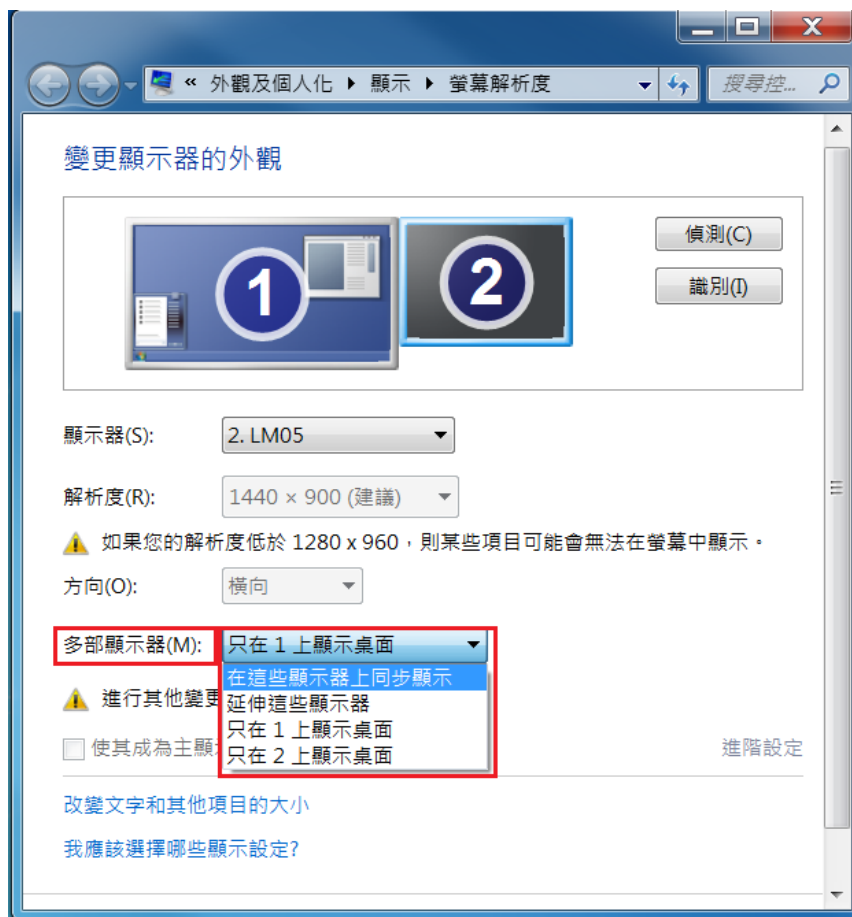 « 外觀及個人化 ▸ 顯示 ▸ 螢幕解析度 搜尋控...
變更顯示器的外觀
1 2
偵測(C)
識別(I)
顯示器(S): 2. LM05
解析度(R): 1440 × 900 (建議)
如果您的解析度低於 1280 x 960，則某些項目可能會無法在螢幕中顯示。
方向(O): 橫向
多部顯示器(M): 只在 1 上顯示桌面
在這些顯示器上同步顯示
進行其他變更
延伸這些顯示器
只在 1 上顯示桌面
使其成為主顯
只在 2 上顯示桌面
進階設定
改變文字和其他項目的大小
我應該選擇哪些顯示設定?